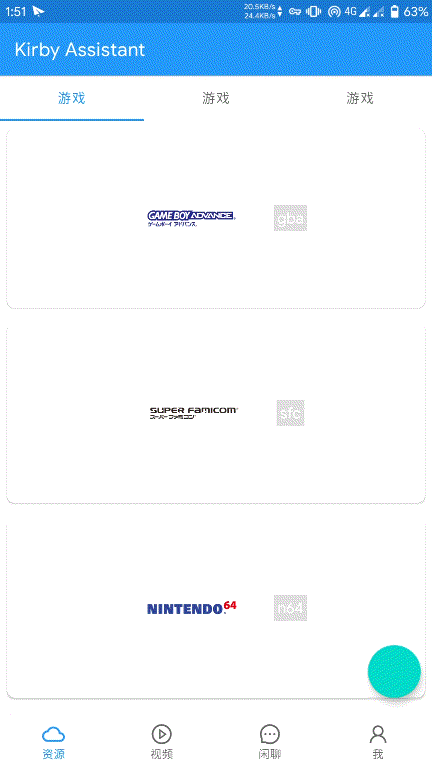 1:51 20.5KB/s 4G 63%
24.4KB/s
Kirby Assistant
游戏 游戏 游戏
GAME BOY ADVANCE gba
ゲームボーイ アドバンス
SUPER FAMICOM sfc
スーパーファミコン
NINTENDO 64 n64
资源 视频 闲聊 我